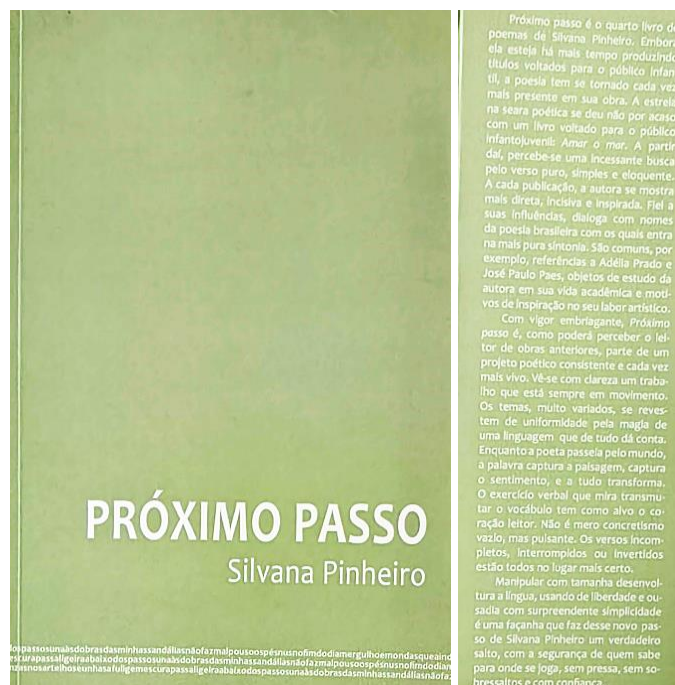 PRÓXIMO PASSO
Silvana Pinheiro
dospassosunaàsdobrasdasminhassandáliasnãofazmalpousoospésnusnofimdodiamergulhoemondasqueaind
escurapassaligeiraabaixodospassosunaàsdobrasdasminhassandáliasnãofazmalpousoospésnusnofimdodiam
nzasnosartelhoseunhasafuligemescurapassaligeiraabaixodospassosunaàsdobrasdasminhassandáliasnãofaz
Próximo passo é o quarto livro de
poemas de Silvana Pinheiro. Embora
ela esteja há mais tempo produzindo
títulos voltados para o público infan-
til, a poesia tem se tornado cada vez
mais presente em sua obra. A estreia
na seara poética se deu não por acaso
com um livro voltado para o público
infantojuvenil: Amar o mar. A partir
daí, percebe-se uma incessante busca
pelo verso puro, simples e eloquente.
A cada publicação, a autora se mostra
mais direta, incisiva e inspirada. Fiel a
suas influências, dialoga com nomes
da poesia brasileira com os quais entra
na mais pura sintonia. São comuns, por
exemplo, referências a Adélia Prado e
José Paulo Paes, objetos de estudo da
autora em sua vida acadêmica e moti-
vos de inspiração no seu labor artístico.
Com vigor embriagante, Próximo
passo é, como poderá perceber o lei-
tor de obras anteriores, parte de um
projeto poético consistente e cada vez
mais vivo. Vê-se com clareza um traba-
lho que está sempre em movimento.
Os temas, muito variados, se reves-
tem de uniformidade pela magia de
uma linguagem que de tudo dá conta.
Enquanto a poeta passeia pelo mundo,
a palavra captura a paisagem, captura
o sentimento, e a tudo transforma.
O exercício verbal que mira transmu-
tar o vocábulo tem como alvo o co-
ração leitor. Não é mero concretismo
vazio, mas pulsante. Os versos incom-
pletos, interrompidos ou invertidos
estão todos no lugar mais certo.
Manipular com tamanha desenvol-
tura a língua, usando de liberdade e ou-
sadia com surpreendente simplicidade
é uma façanha que faz desse novo pas-
so de Silvana Pinheiro um verdadeiro
salto, com a segurança de quem sabe
para onde se joga, sem pressa, sem so-
bressaltos e com confiança.